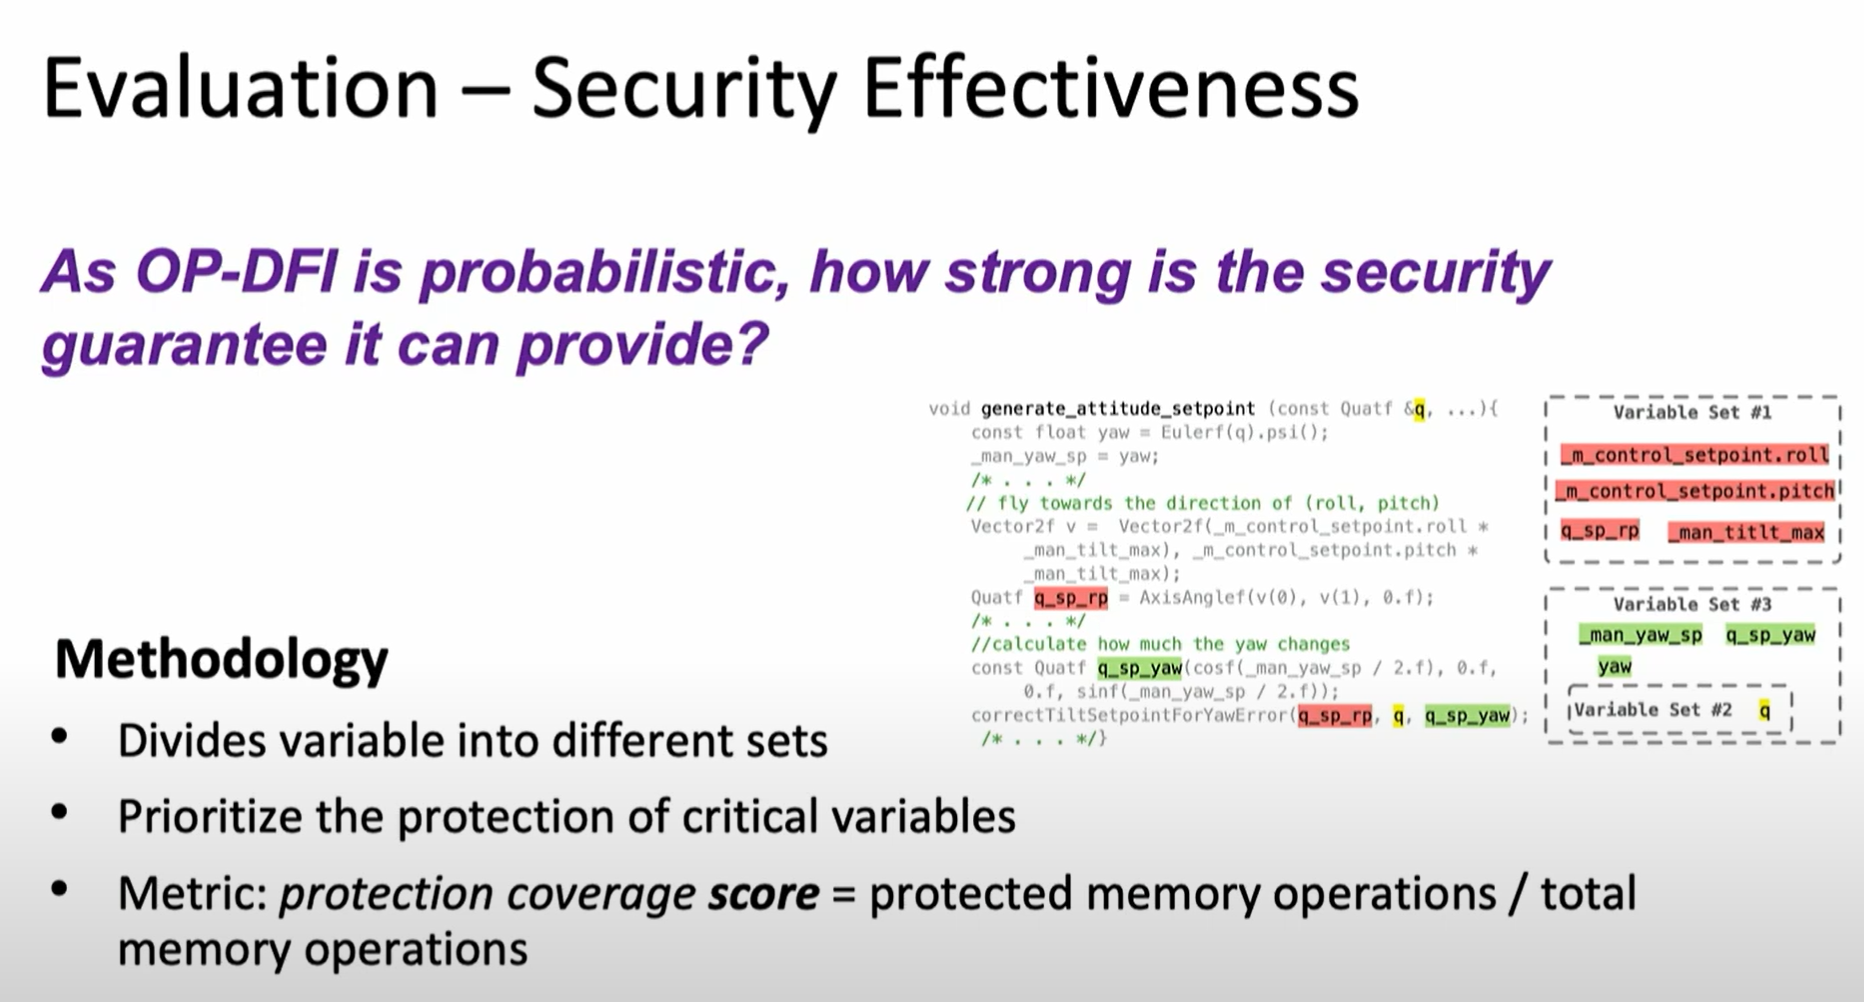 Evaluation – Security Effectiveness
As OP-DFI is probabilistic, how strong is the security
guarantee it can provide?
void generate_attitude_setpoint (const Quatf &q, ...){
const float yaw = Eulerf(q).psi();
_man_yaw_sp = yaw;
/* . . . */
// fly towards the direction of (roll, pitch)
Vector2f v =  Vector2f(_m_control_setpoint.roll *
_man_tilt_max), _m_control_setpoint.pitch *
_man_tilt_max);
Quatf q_sp_rp = AxisAnglef(v(0), v(1), 0.f);
/* . . . */
//calculate how much the yaw changes
const Quatf q_sp_yaw(cosf(_man_yaw_sp / 2.f), 0.f,
0.f, sinf(_man_yaw_sp / 2.f));
correctTiltSetpointForYawError(q_sp_rp, q, q_sp_yaw);
/* . . . */}
Variable Set #1
_m_control_setpoint.roll
_m_control_setpoint.pitch
q_sp_rp _man_titlt_max
Variable Set #3
_man_yaw_sp q_sp_yaw
yaw
Variable Set #2 q
Methodology
• Divides variable into different sets
• Prioritize the protection of critical variables
• Metric: protection coverage score = protected memory operations / total
memory operations